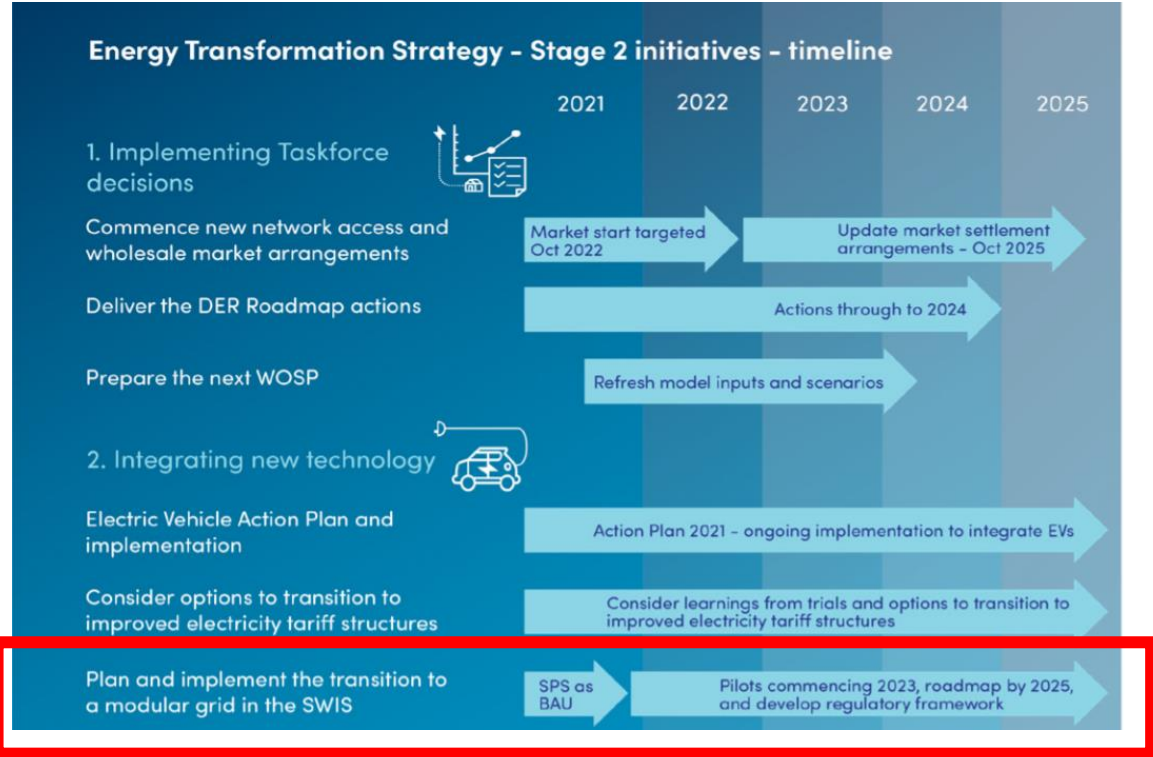 Energy Transformation Strategy - Stage 2 initiatives - timeline
2021 2022 2023 2024 2025
1. Implementing Taskforce
decisions
Commence new network access and
wholesale market arrangements
Market start targeted
Oct 2022
Update market settlement
arrangements - Oct 2025
Deliver the DER Roadmap actions
Actions through to 2024
Prepare the next WOSP
Refresh model inputs and scenarios
2. Integrating new technology
Electric Vehicle Action Plan and
implementation
Action Plan 2021 - ongoing implementation to integrate EVs
Consider options to transition to
improved electricity tariff structures
Consider learnings from trials and options to transition to
improved electricity tariff structures
Plan and implement the transition to
a modular grid in the SWIS
SPS as
BAU
Pilots commencing 2023, roadmap by 2025,
and develop regulatory framework